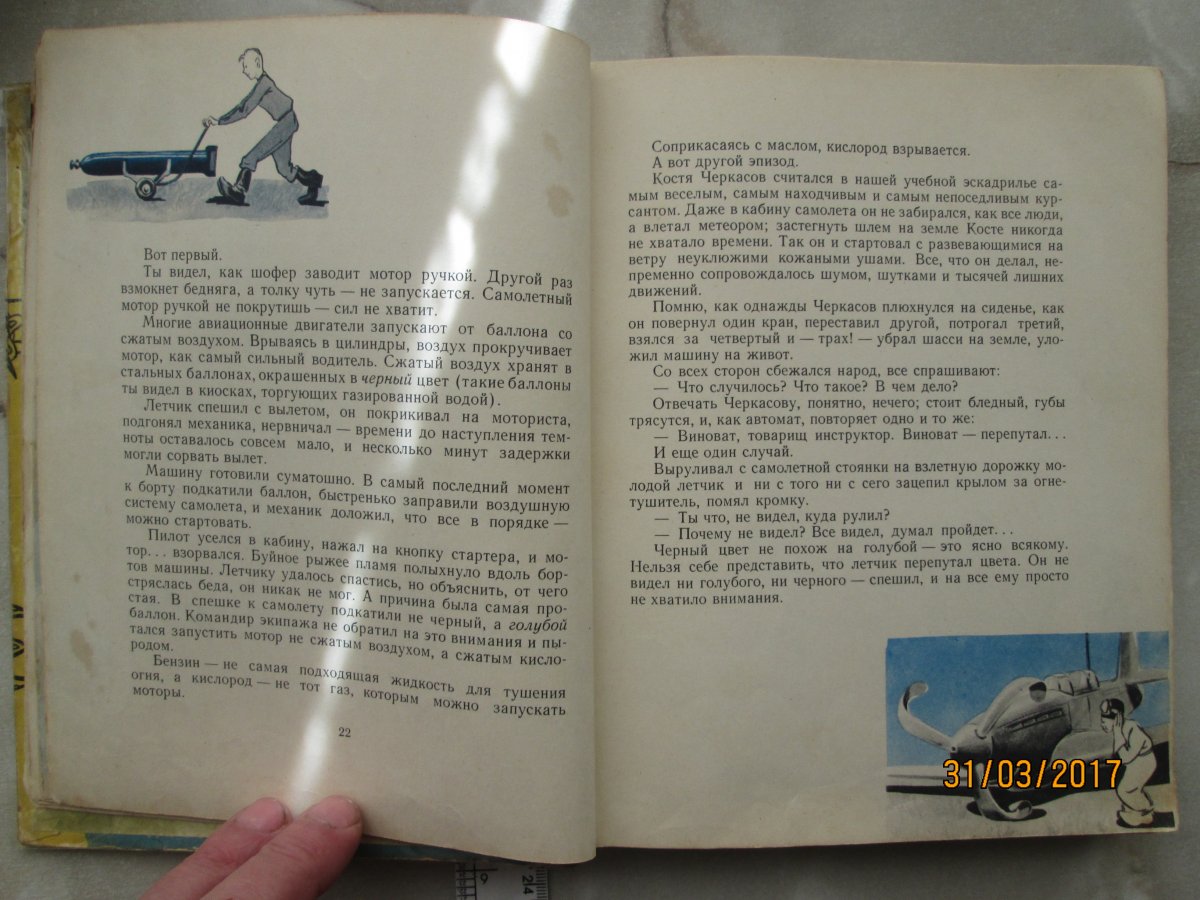 Вот первый.
Ты видел, как шофер заводит мотор ручкой. Другой раз
взмокнет бедняга, а толку чуть — не запускается. Самолетный
мотор ручкой не покрутишь — сил не хватит.
Многие авиационные двигатели запускают от баллона со
сжатым воздухом. Врываясь в цилиндры, воздух прокручивает
мотор, как самый сильный водитель. Сжатый воздух хранят в
стальных баллонах, окрашенных в черный цвет (такие баллоны
ты видел в киосках, торгующих газированной водой).
Летчик спешил с вылетом, он покрикивал на моториста,
подгонял механика, нервничал — времени до наступления тем-
ноты оставалось совсем мало, и несколько минут задержки
могли сорвать вылет.
Машину готовили суматошно. В самый последний момент
к борту подкатили баллон, быстренько заправили воздушную
систему самолета, и механик доложил, что все в порядке —
можно стартовать.
Пилот уселся в кабину, нажал на кнопку стартера, и мо-
тор... взорвался. Буйное рыжее пламя полыхнуло вдоль бор-
тов машины. Летчику удалось спастись, но объяснить, от чего
стряслась беда, он никак не мог. А причина была самая про-
стая. В спешке к самолету подкатили не черный, а голубой
баллон. Командир экипажа не обратил на это внимания и пы-
тался запустить мотор не сжатым воздухом, а сжатым кисло-
родом.
Бензин — не самая подходящая жидкость для тушения
огня, а кислород — не тот газ, которым можно запускать
моторы.
22
Соприкасаясь с маслом, кислород взрывается.
А вот другой эпизод.
Костя Черкасов считался в нашей учебной эскадрилье са-
мым веселым, самым находчивым и самым непоседливым кур-
сантом. Даже в кабину самолета он не забирался, как все люди,
а влетал метеором; застегнуть шлем на земле Косте никогда
не хватало времени. Так он и стартовал с развевающимися на
ветру неуклюжими кожаными ушами. Все, что он делал, не-
пременно сопровождалось шумом, шутками и тысячей лишних
движений.
Помню, как однажды Черкасов плюхнулся на сиденье, как
он повернул один кран, переставил другой, потрогал третий,
взялся за четвертый и — трах! — убрал шасси на земле, уло-
жил машину на живот.
Со всех сторон сбежался народ, все спрашивают:
— Что случилось? Что такое? В чем дело?
Отвечать Черкасову, понятно, нечего; стоит бледный, губы
трясутся, и, как автомат, повторяет одно и то же:
— Виноват, товарищ инструктор. Виноват — перепутал...
И еще один случай.
Выруливал с самолетной стоянки на взлетную дорожку мо-
лодой летчик и ни с того ни с сего зацепил крылом за огне-
тушитель, помял кромку.
— Ты что, не видел, куда рулил?
— Почему не видел? Все видел, думал пройдет...
Черный цвет не похож на голубой — это ясно всякому.
Нельзя себе представить, что летчик перепутал цвета. Он не
видел ни голубого, ни черного — спешил, и на все ему просто
не хватило внимания.
31/03/2017
9
24